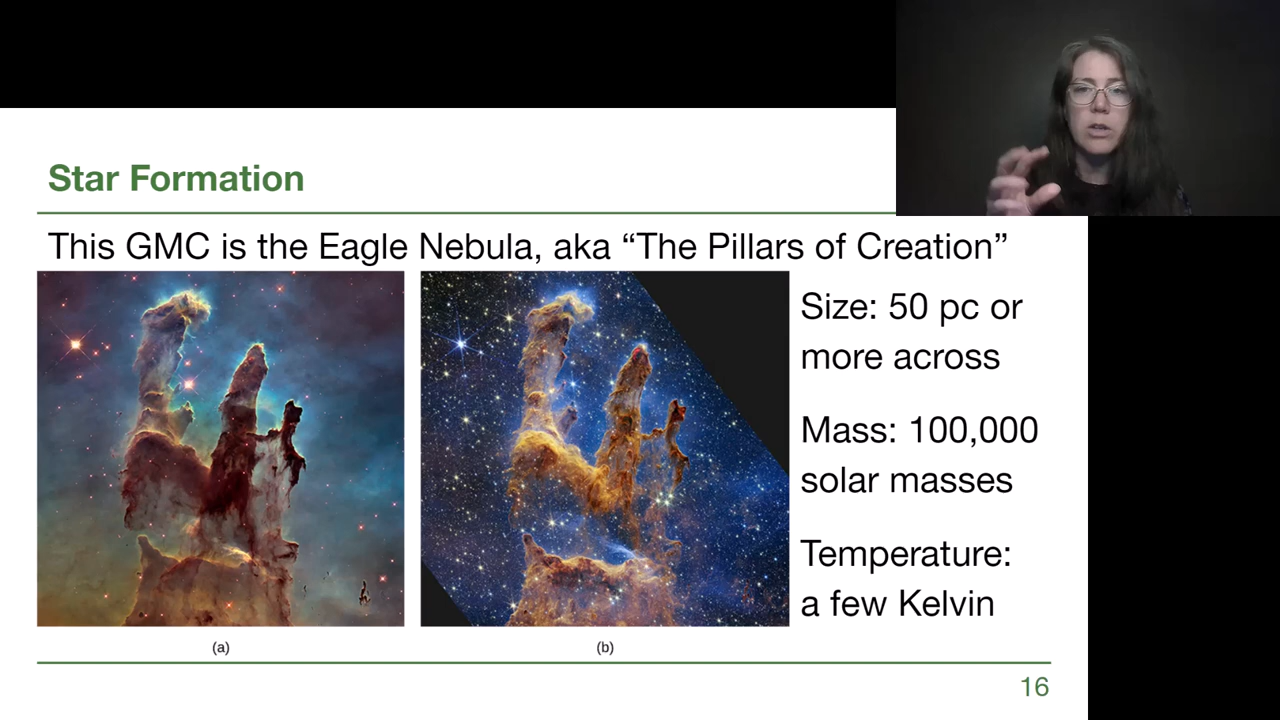 Star Formation
This GMC is the Eagle Nebula, aka “The Pillars of Creation”
Size: 50 pc or
more across
Mass: 100,000
solar masses
Temperature:
a few Kelvin
(a)
(b)
16